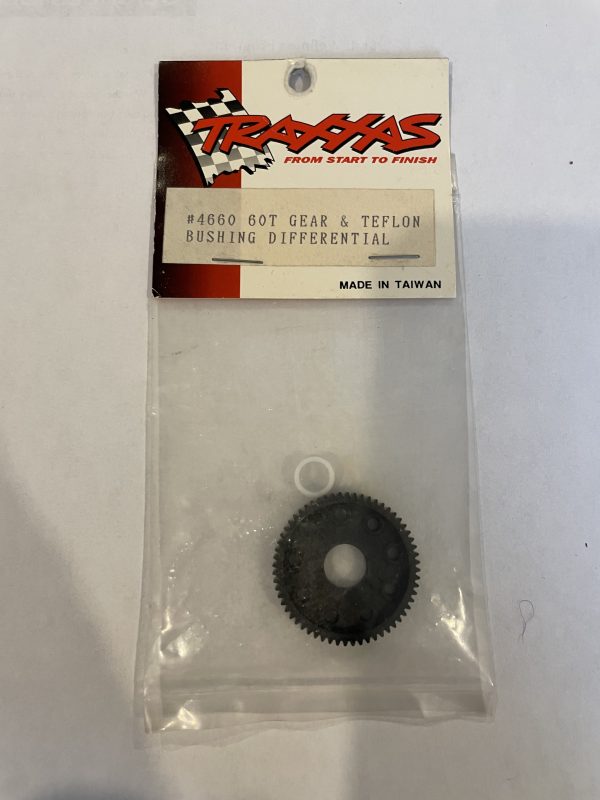 TRAXXAS
FROM START TO FINISH
#4660 60T GEAR & TEFLON
BUSHING DIFFERENTIAL
MADE IN TAIWAN